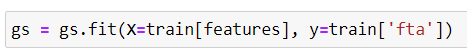 gs = gs.fit(X=train[features], y=train['fta'])